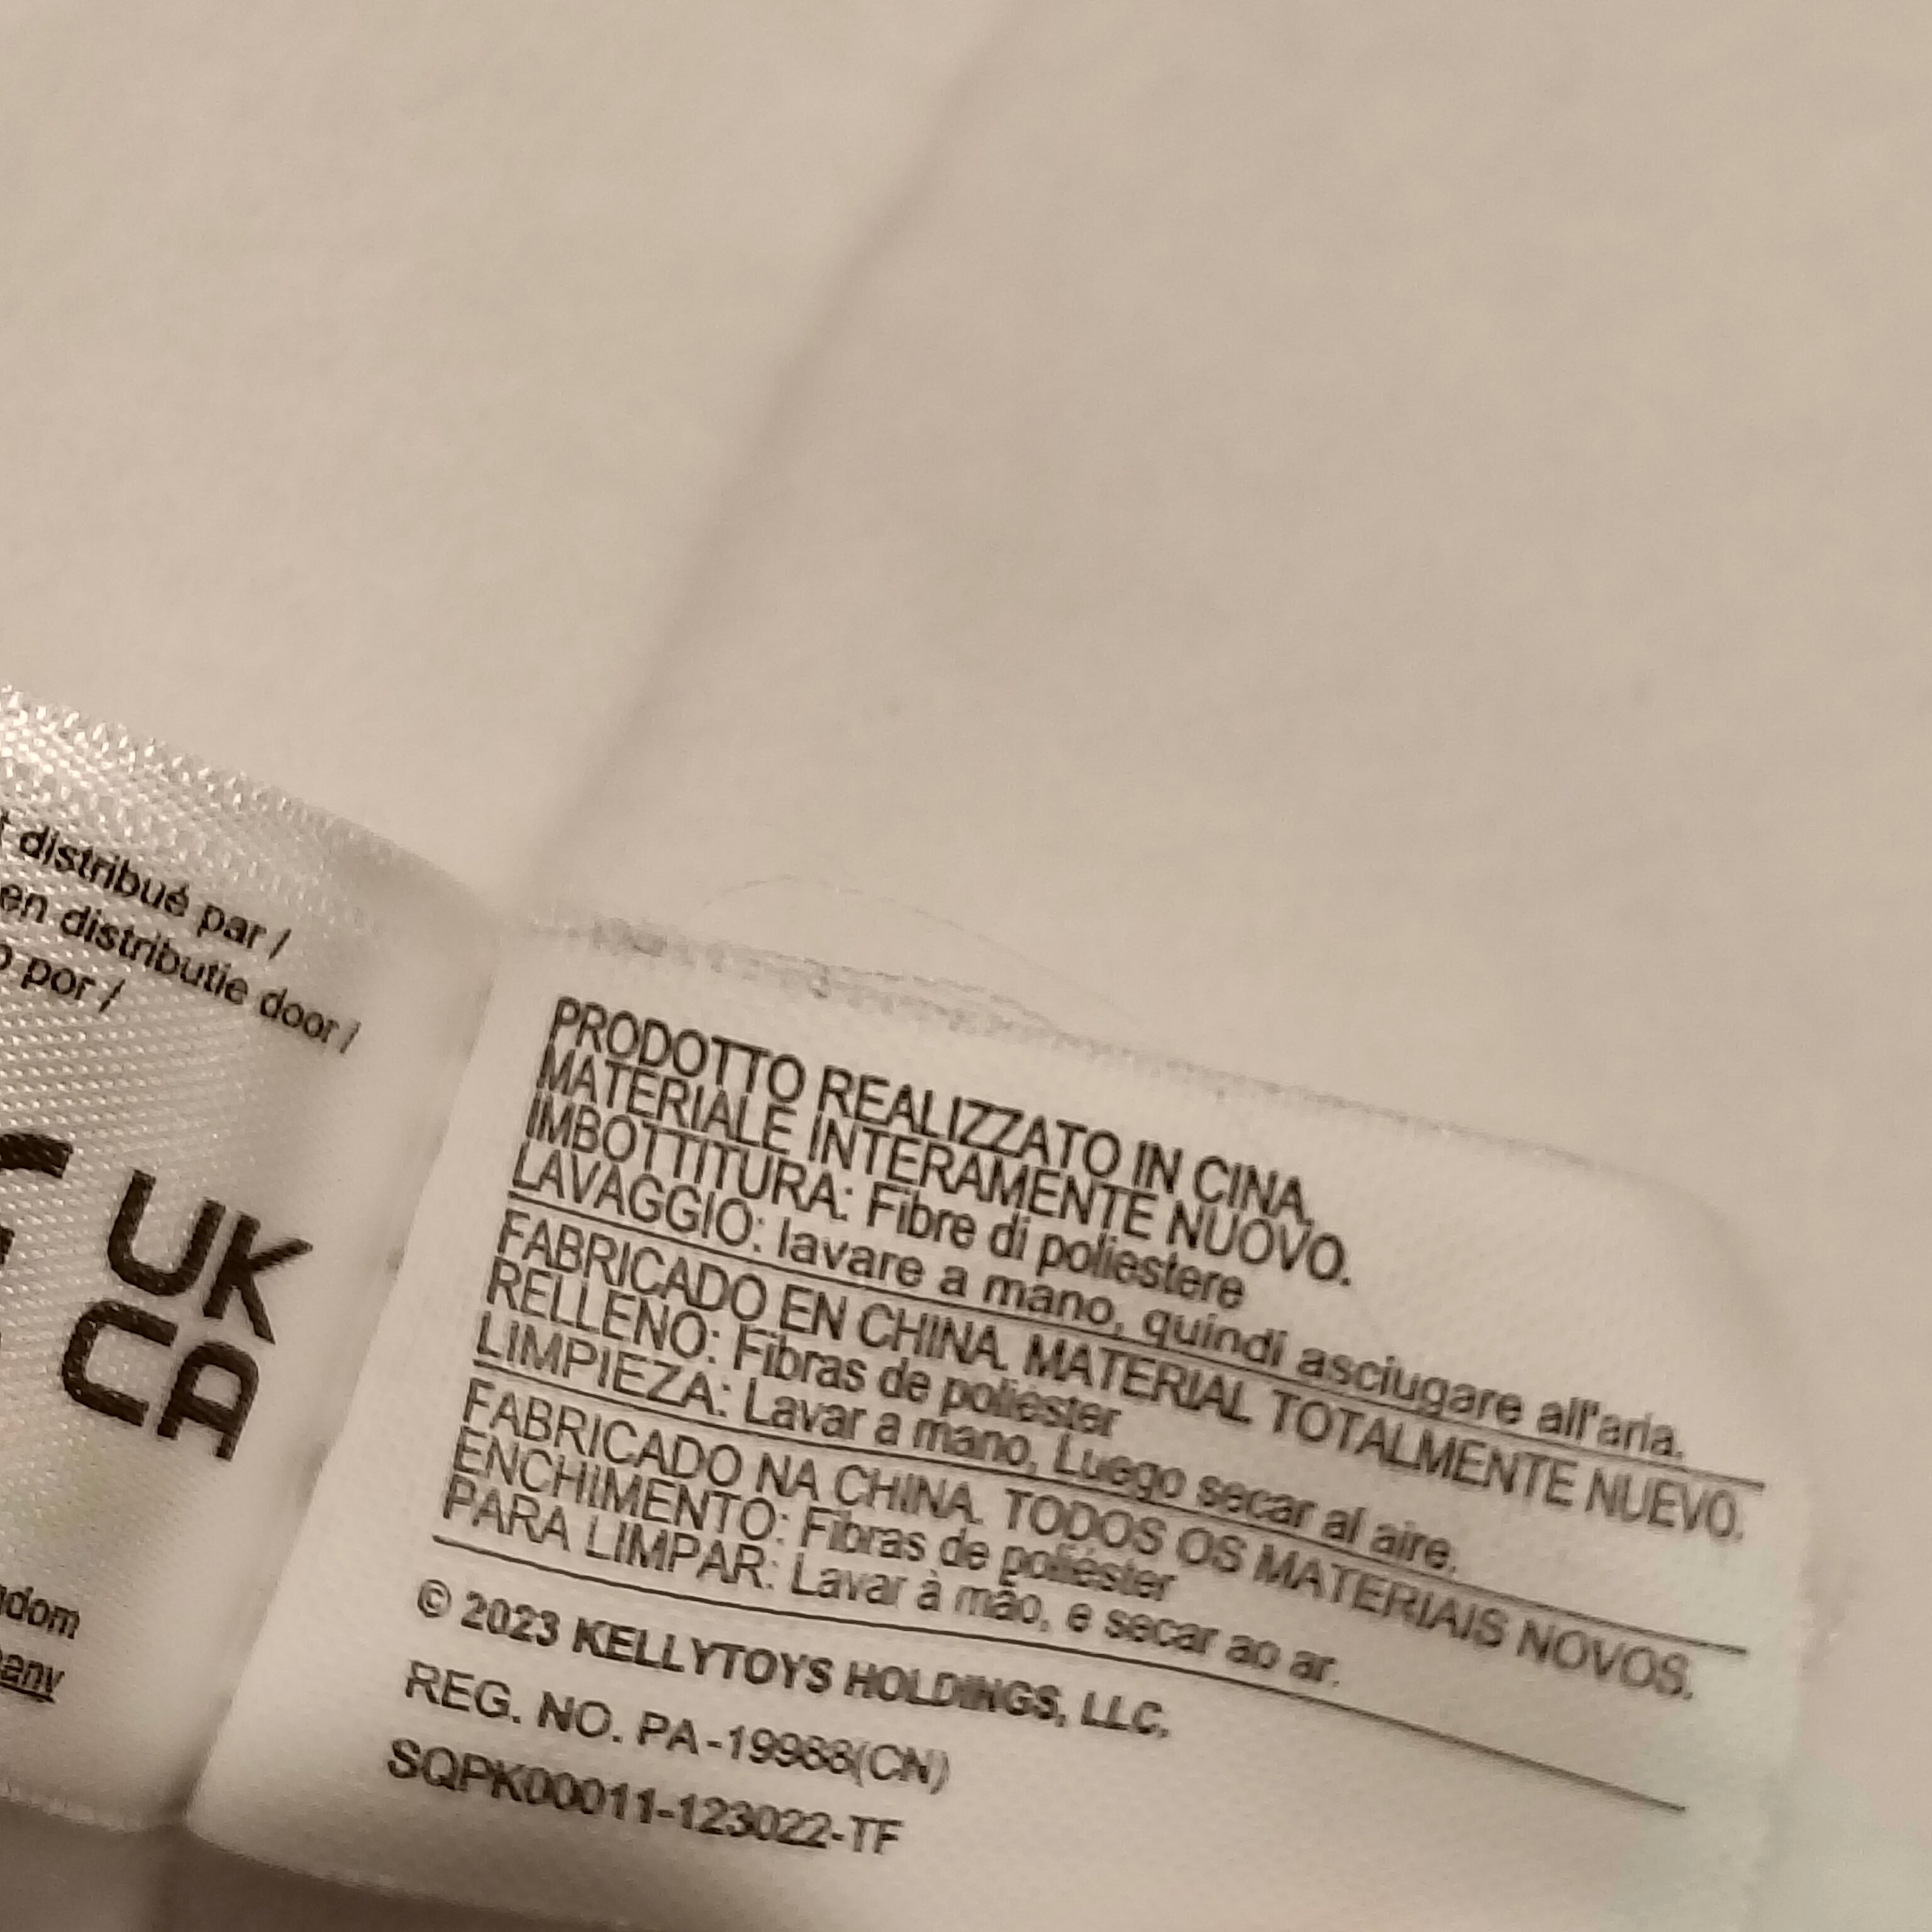 distribué par /
en distributie door /
por /
UK
CA
PRODOTTO REALIZZATO IN CINA,
MATERIALE INTERAMENTE NUOVO.
IMBOTTITURA: Fibre di poliestere
LAVAGGIO: lavare a mano, quindi asciugare all'aria.
FABRICADO EN CHINA. MATERIAL TOTALMENTE NUEVO.
RELLENO: Fibras de poliester
LIMPIEZA: Lavar a mano, Luego secar al aire.
FABRICADO NA CHINA. TODOS OS MATERIAIS NOVOS.
ENCHIMENTO: Fibras de poliéster
PARA LIMPAR: Lavar à mão, e secar ao ar.
© 2023 KELLYTOYS HOLDINGS, LLC,
REG. NO. PA-19988(CN)
SQPK00011-123022-TF